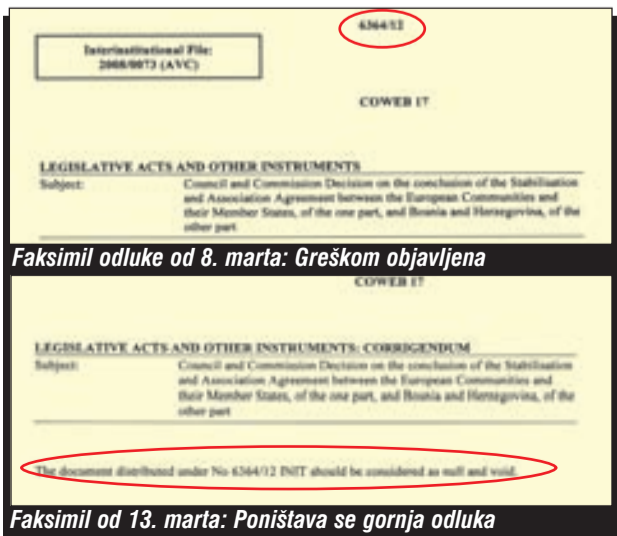 6364/12
Interinstitutional File:
2008/0073 (AVC)
COWEB 17
LEGISLATIVE ACTS AND OTHER INSTRUMENTS
Subject: Council and Commission Decision on the conclusion of the Stabilisation
and Association Agreement between the European Communities and
their Member States, of the one part, and Bosnia and Herzegovina, of the
other part
Faksimil odluke od 8. marta: Greškom objavljena
COWEB 17
LEGISLATIVE ACTS AND OTHER INSTRUMENTS: CORRIGENDUM
Subject: Council and Commission Decision on the conclusion of the Stabilisation
and Association Agreement between the European Communities and
their Member States, of the one part, and Bosnia and Herzegovina, of the
other part
The document distributed under No 6364/12 INIT should be considered as null and void.
Faksimil od 13. marta: Poništava se gornja odluka